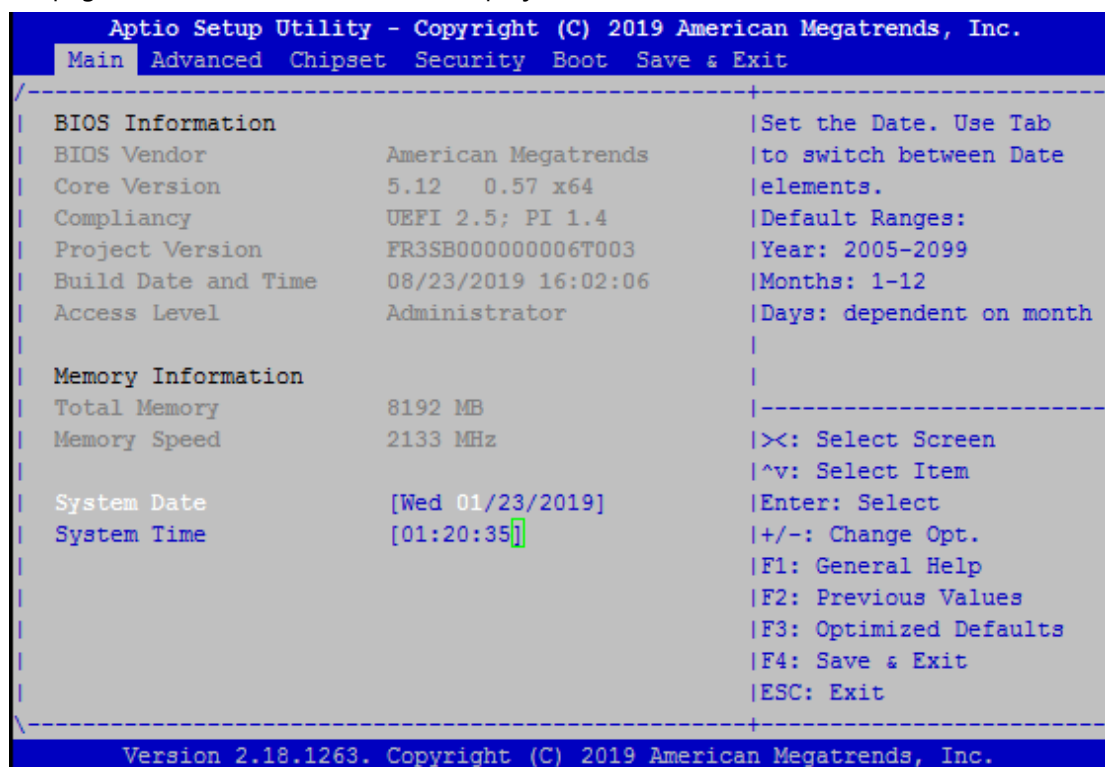 Aptio Setup Utility - Copyright (C) 2019 American Megatrends, Inc.
Main Advanced Chipset Security Boot Save & Exit
/----------------------------------------------------+-------------------------
| BIOS Information |Set the Date. Use Tab
| BIOS Vendor American Megatrends |to switch between Date
| Core Version 5.12 0.57 x64 |elements.
| Compliancy UEFI 2.5; PI 1.4 |Default Ranges:
| Project Version FR3SB000000006T003 |Year: 2005-2099
| Build Date and Time 08/23/2019 16:02:06 |Months: 1-12
| Access Level Administrator |Days: dependent on month
| |
| Memory Information |
| Total Memory 8192 MB |-------------------------
| Memory Speed 2133 MHz |><: Select Screen
| |^v: Select Item
| System Date [Wed 01/23/2019] |Enter: Select
| System Time [01:20:35] |+/-: Change Opt.
| |F1: General Help
| |F2: Previous Values
| |F3: Optimized Defaults
| |F4: Save & Exit
| |ESC: Exit
\----------------------------------------------------+-------------------------
Version 2.18.1263. Copyright (C) 2019 American Megatrends, Inc.